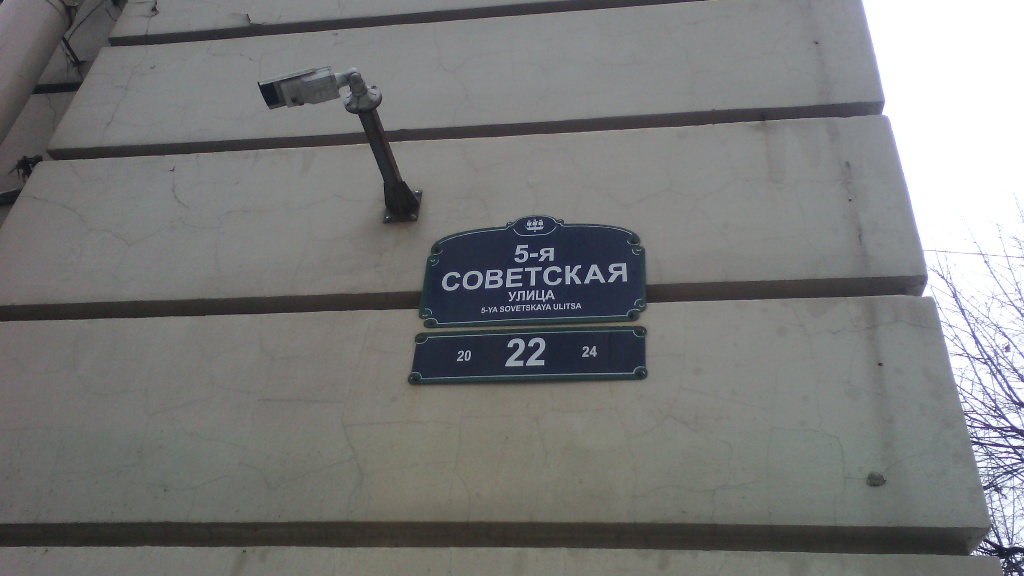 5-я
СОВЕТСКАЯ
УЛИЦА
5-YA SOVETSKAYA ULITSA
20 22 24